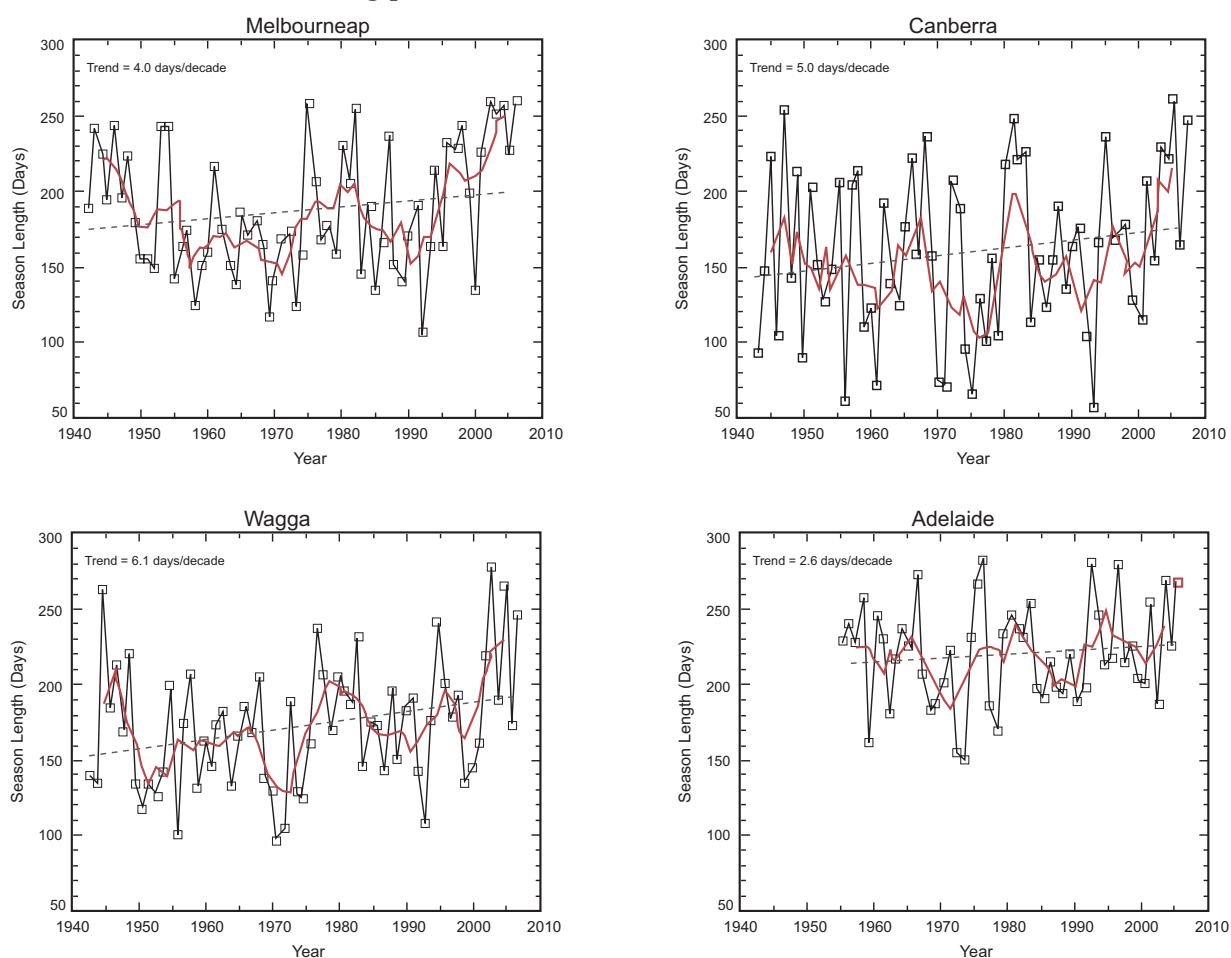 Melbourneap
300
250
200
150
100
50
Trend = 4.0 days/decade
Season Length (Days)
1940 1950 1960 1970 1980 1990 2000 2010
Year
Canberra
300
250
200
150
100
50
Trend = 5.0 days/decade
Season Length (Days)
1940 1950 1960 1970 1980 1990 2000 2010
Year
Wagga
300
250
200
150
100
50
Trend = 6.1 days/decade
Season Length (Days)
1940 1950 1960 1970 1980 1990 2000 2010
Year
Adelaide
300
250
200
150
100
50
Trend = 2.6 days/decade
Season Length (Days)
1940 1950 1960 1970 1980 1990 2000 2010
Year